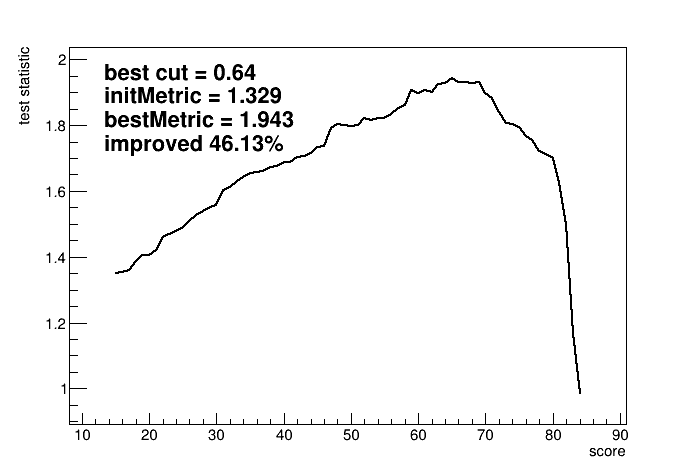 test statistic
best cut = 0.64
initMetric = 1.329
bestMetric = 1.943
improved 46.13%
2
1.8
1.6
1.4
1.2
1
10 20 30 40 50 60 70 80 90
score